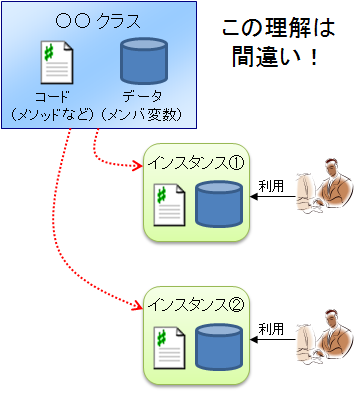 〇〇 クラス
この理解は
間違い！
コード
(メソッドなど)
データ
(メンバ変数)
インスタンス①
利用
インスタンス②
利用